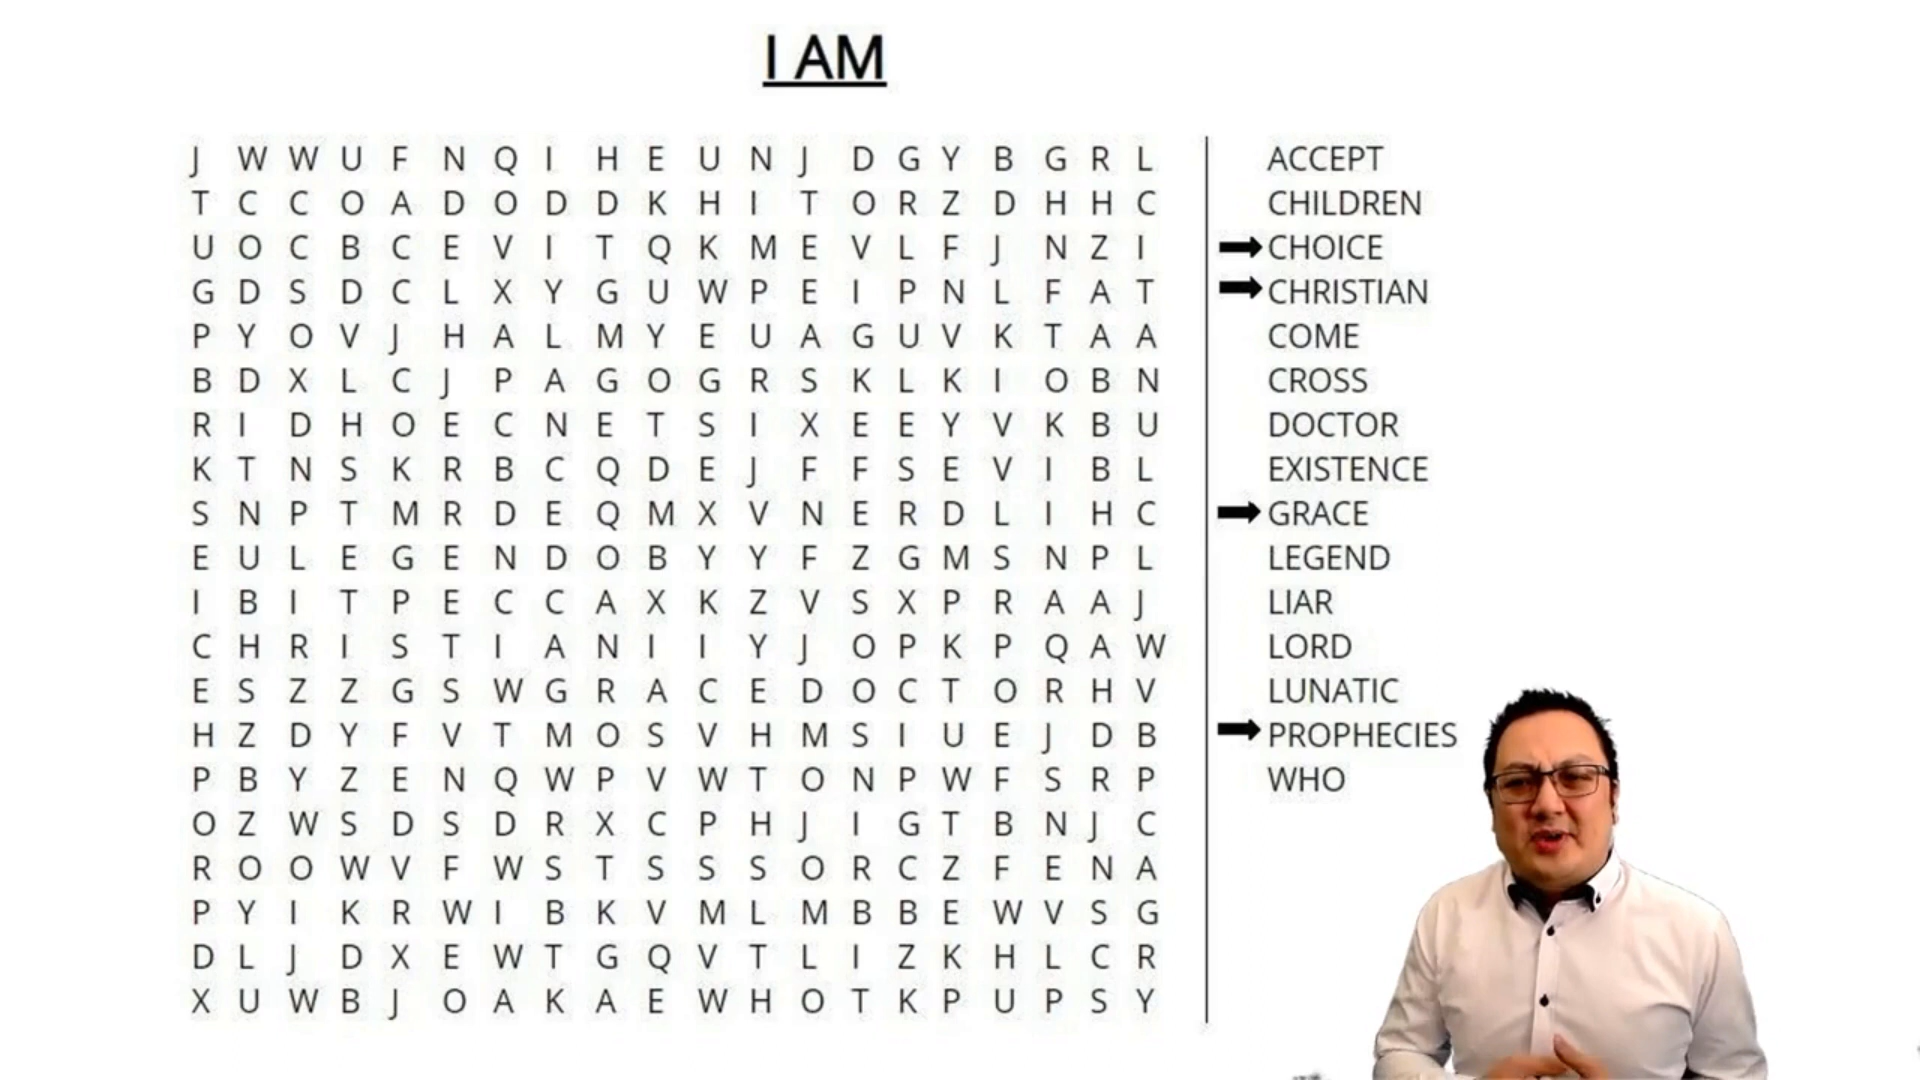 I AM
J W W U F N Q I H E U N J D G Y B G R L
T C C O A D O D D K H I T O R Z D H H C
U O C B C E V I T Q K M E V L F J N Z I
G D S D C L X Y G U W P E I P N L F A T
P Y O V J H A L M Y E U A G U V K T A A
B D X L C J P A G O G R S K L K I O B N
R I D H O E C N E T S I X E E Y V K B U
K T N S K R B C Q D E J F F S E V I B L
S N P T M R D E Q M X V N E R D L I H C
E U L E G E N D O B Y Y F Z G M S N P L
I B I T P E C C A X K Z V S X P R A A J
C H R I S T I A N I I Y J O P K P Q A W
E S Z Z G S W G R A C E D O C T O R H V
H Z D Y F V T M O S V H M S I U E J D B
P B Y Z E N Q W P V W T O N P W F S R P
O Z W S D S D R X C P H J I G T B N J C
R O O W V F W S T S S S O R C Z F E N A
P Y I K R W I B K V M L M B B E W V S G
D L J D X E W T G Q V T L I Z K H L C R
X U W B J O A K A E W H O T K P U P S Y
ACCEPT
CHILDREN
CHOICE
CHRISTIAN
COME
CROSS
DOCTOR
EXISTENCE
GRACE
LEGEND
LIAR
LORD
LUNATIC
PROPHECIES
WHO